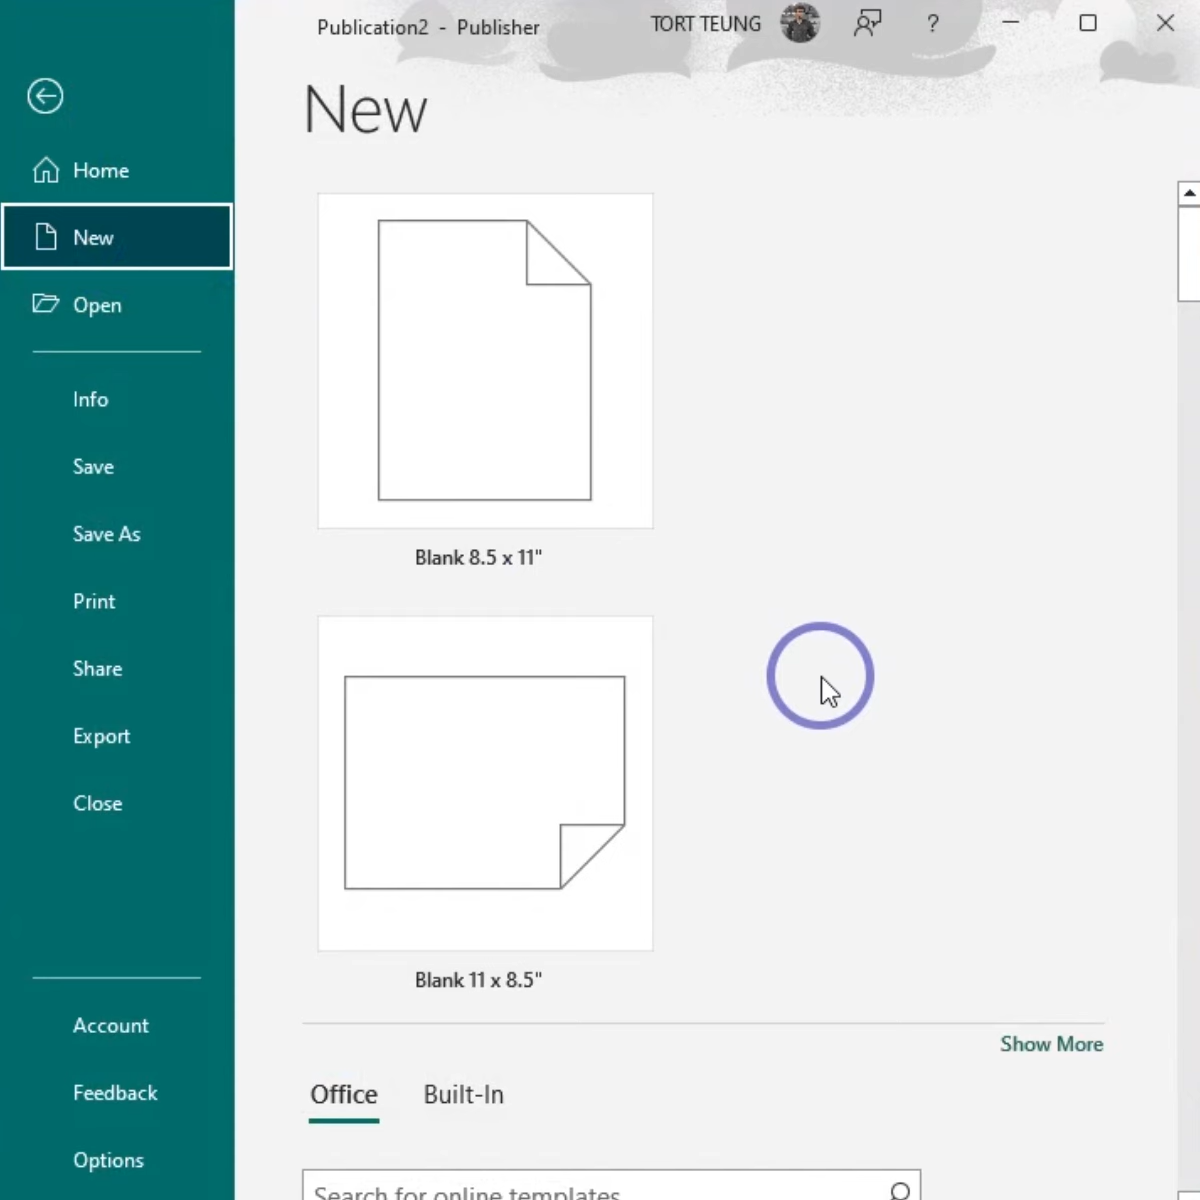 Publication2 - Publisher
TORT TEUNG
?
New
Home
New
Open
Info
Save
Save As
Print
Share
Export
Close
Account
Feedback
Options
Blank 8.5 x 11"
Blank 11 x 8.5"
Show More
Office
Built-In
Search for online templates